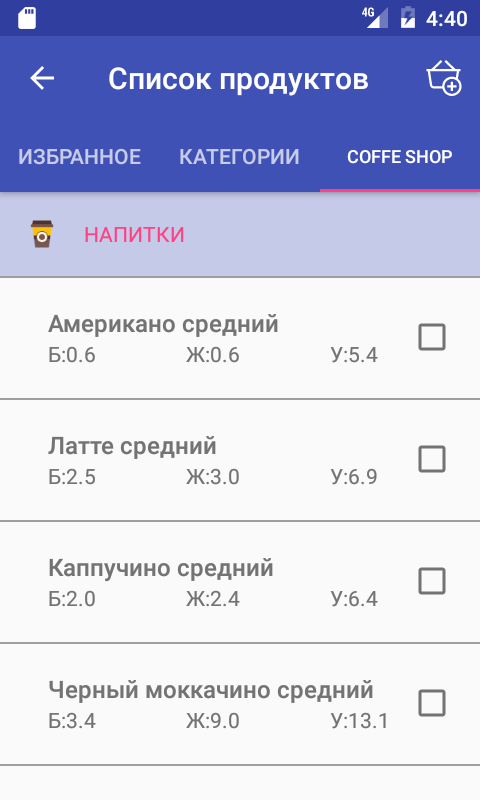 4G 4:40
Список продуктов
ИЗБРАННОЕ КАТЕГОРИИ COFFE SHOP
НАПИТКИ
Американо средний
Б:0.6 Ж:0.6 У:5.4
Латте средний
Б:2.5 Ж:3.0 У:6.9
Каппучино средний
Б:2.0 Ж:2.4 У:6.4
Черный моккачино средний
Б:3.4 Ж:9.0 У:13.1